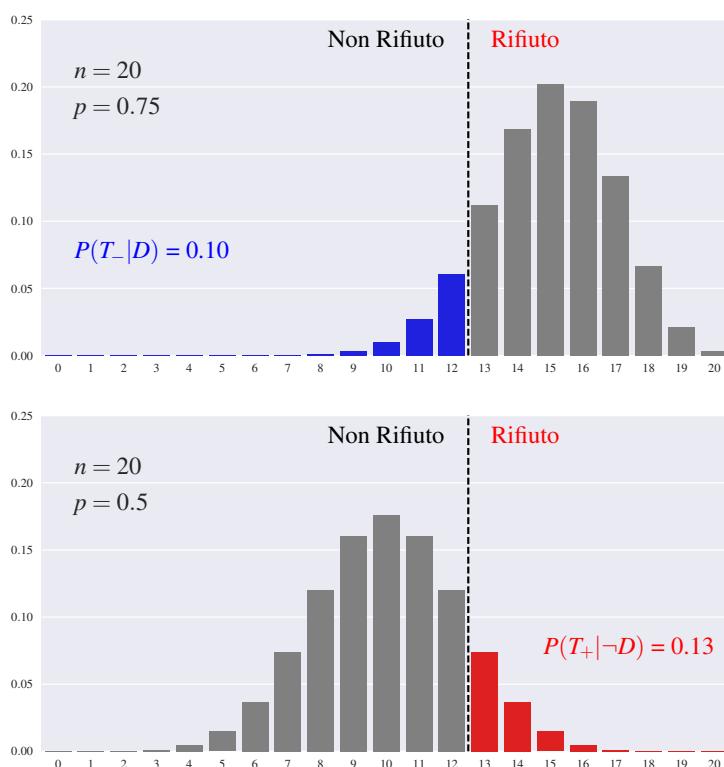 0.25
Non Rifiuto Rifiuto
n = 20
0.20
p = 0.75
0.15
0.10
P(T−|D) = 0.10
0.05
0.00
0 1 2 3 4 5 6 7 8 9 10 11 12 13 14 15 16 17 18 19 20
0.25
Non Rifiuto Rifiuto
n = 20
0.20
p = 0.5
0.15
0.10
P(T+|¬D) = 0.13
0.05
0.00
0 1 2 3 4 5 6 7 8 9 10 11 12 13 14 15 16 17 18 19 20